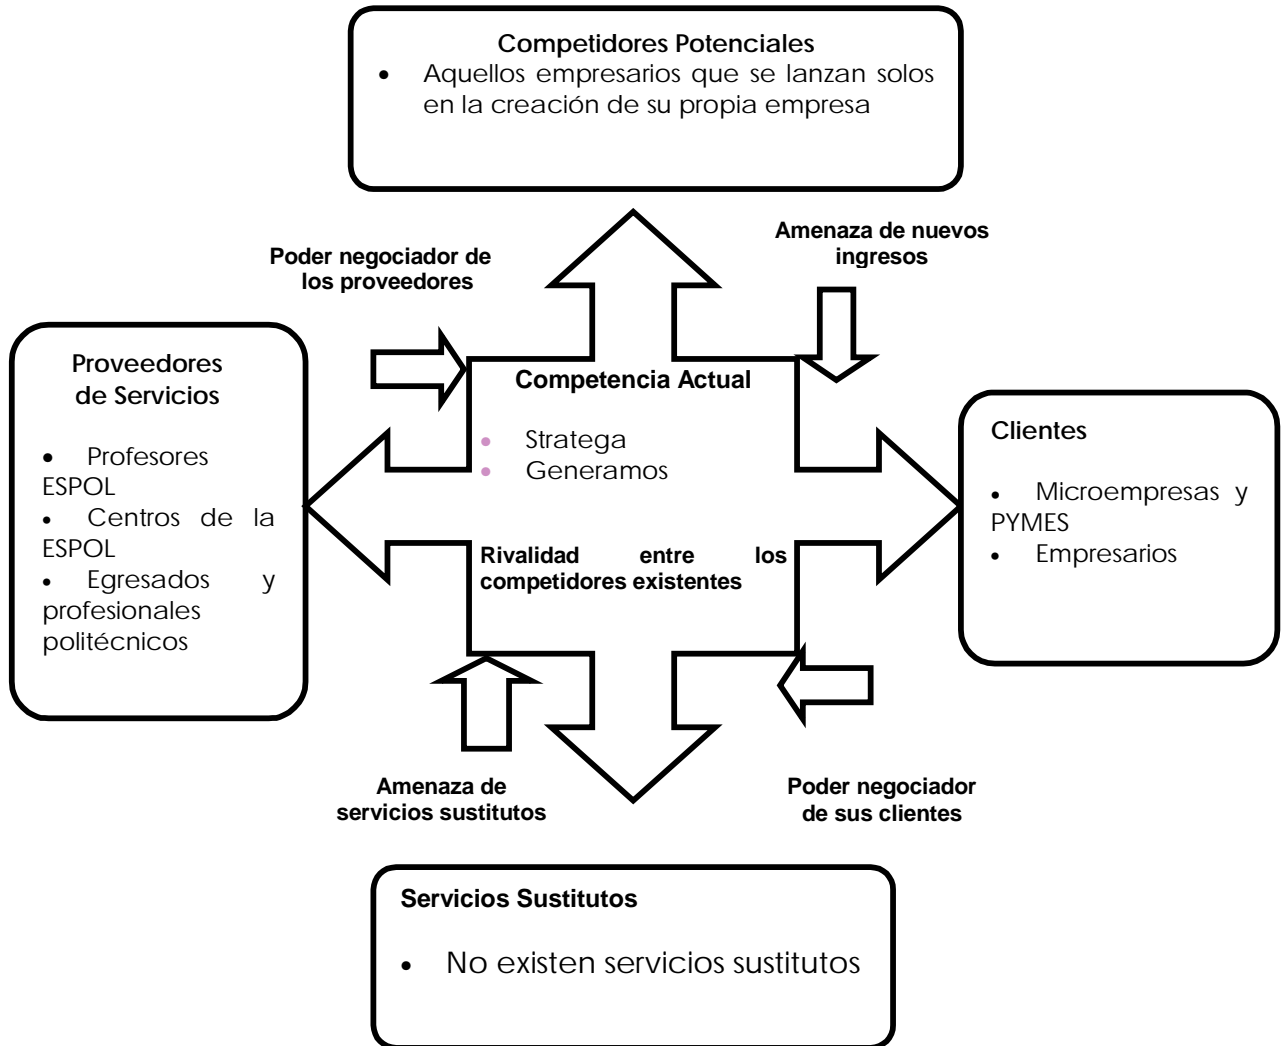 Competidores Potenciales
• Aquellos empresarios que se lanzan solos
en la creación de su propia empresa
Amenaza de nuevos
ingresos
Poder negociador de
los proveedores
Proveedores
de Servicios
• Profesores
ESPOL
• Centros de la
ESPOL
• Egresados y
profesionales
politécnicos
Competencia Actual
• Stratega
• Generamos
Rivalidad entre los
competidores existentes
Clientes
• Microempresas y
PYMES
• Empresarios
Amenaza de
servicios sustitutos
Poder negociador
de sus clientes
Servicios Sustitutos
• No existen servicios sustitutos